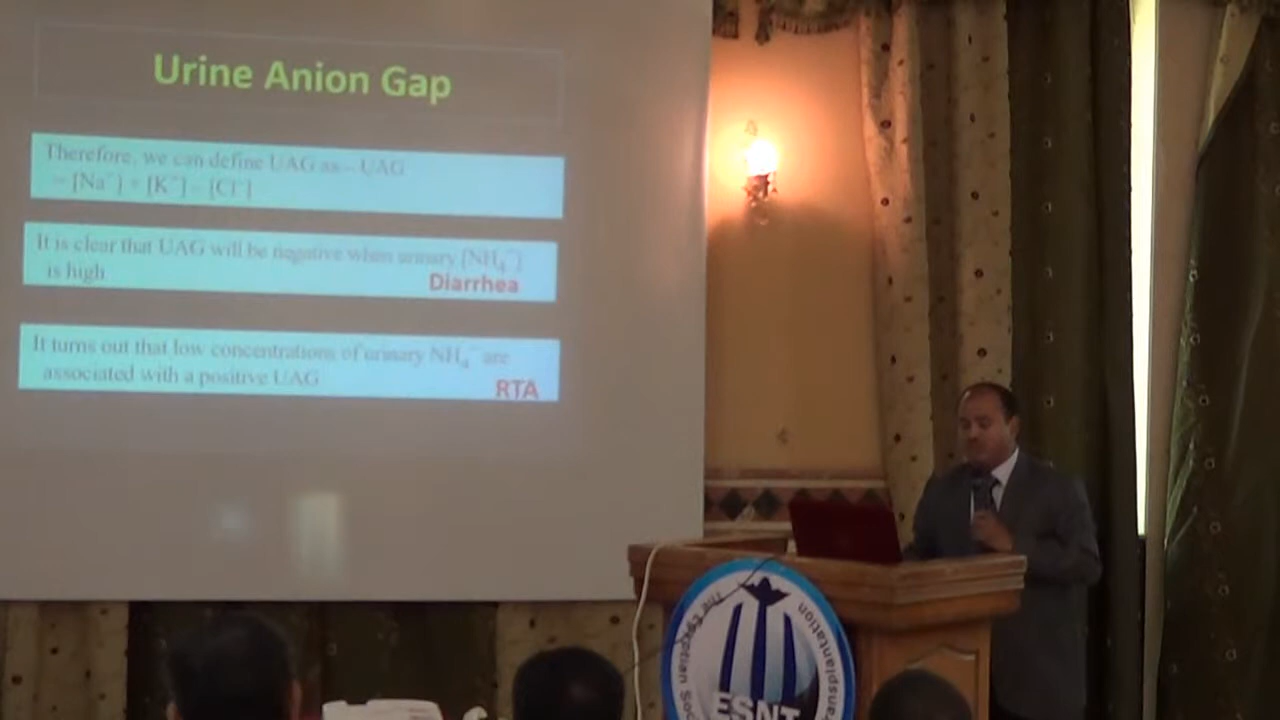 Urine Anion Gap
Therefore, we can define UAG as – UAG
= [Na⁺] + [K⁺] – [Cl⁻]
It is clear that UAG will be negative when urinary [NH₄⁺]
is high
Diarrhea
It turns out that low concentrations of urinary NH₄⁺ are
associated with a positive UAG
RTA
The Egyptian
ESNT